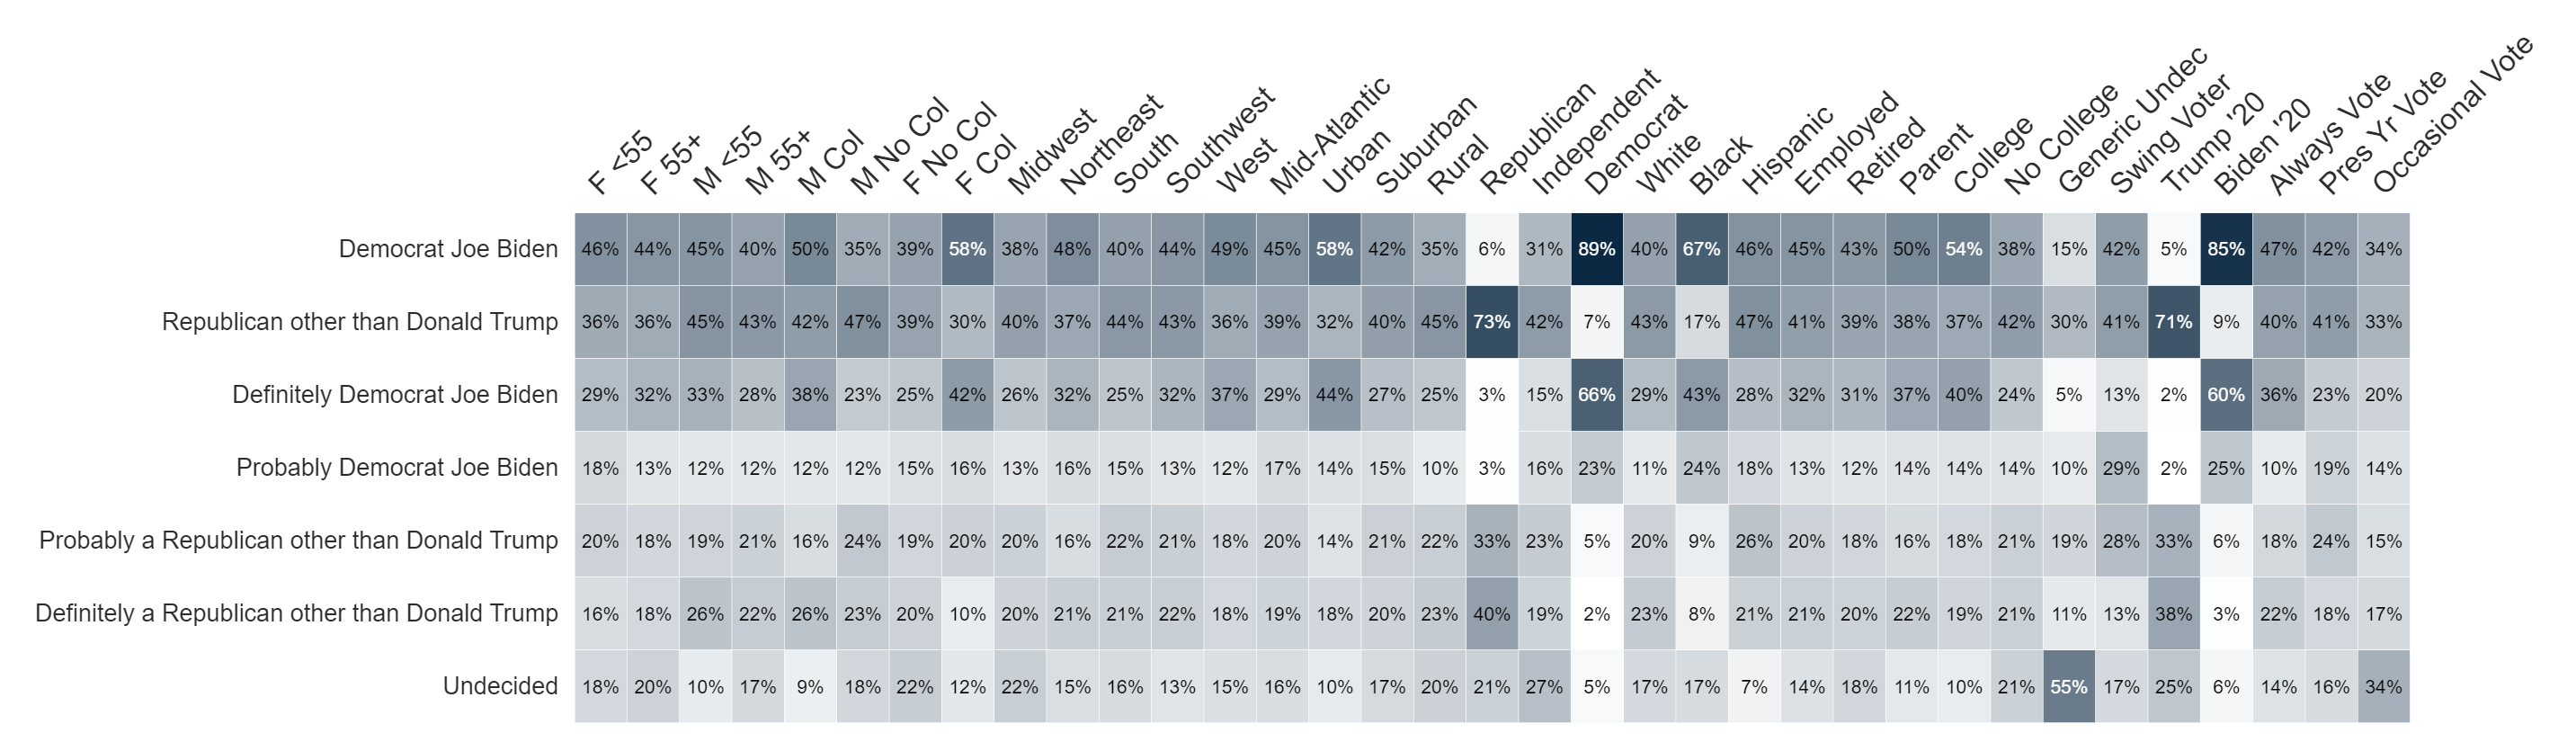 F <55 F 55+ M <55 M 55+ M Col M No Col F No Col F Col Midwest Northeast South Southwest West Mid-Atlantic Urban Suburban Rural Republican Independent Democrat White Black Hispanic Employed Retired Parent College No College Generic Undec Swing Voter Trump '20 Biden '20 Always Vote Pres Yr Vote Occasional Vote
Democrat Joe Biden 46% 44% 45% 40% 50% 35% 39% 58% 38% 48% 40% 44% 49% 45% 58% 42% 35% 6% 31% 89% 40% 67% 46% 45% 43% 50% 54% 38% 15% 42% 5% 85% 47% 42% 34%
Republican other than Donald Trump 36% 36% 45% 43% 42% 47% 39% 30% 40% 37% 44% 43% 36% 39% 32% 40% 45% 73% 42% 7% 43% 17% 47% 41% 39% 38% 37% 42% 30% 41% 71% 9% 40% 41% 33%
Definitely Democrat Joe Biden 29% 32% 33% 28% 38% 23% 25% 42% 26% 32% 25% 32% 37% 29% 44% 27% 25% 3% 15% 66% 29% 43% 28% 32% 31% 37% 40% 24% 5% 13% 2% 60% 36% 23% 20%
Probably Democrat Joe Biden 18% 13% 12% 12% 12% 12% 15% 16% 13% 16% 15% 13% 12% 17% 14% 15% 10% 3% 16% 23% 11% 24% 18% 13% 12% 14% 14% 14% 10% 29% 2% 25% 10% 19% 14%
Probably a Republican other than Donald Trump 20% 18% 19% 21% 16% 24% 19% 20% 20% 16% 22% 21% 18% 20% 14% 21% 22% 33% 23% 5% 20% 9% 26% 20% 18% 16% 18% 21% 19% 28% 33% 6% 18% 24% 15%
Definitely a Republican other than Donald Trump 16% 18% 26% 22% 26% 23% 20% 10% 20% 21% 21% 22% 18% 19% 18% 20% 23% 40% 19% 2% 23% 8% 21% 21% 20% 22% 19% 21% 11% 13% 38% 3% 22% 18% 17%
Undecided 18% 20% 10% 17% 9% 18% 22% 12% 22% 15% 16% 13% 15% 16% 10% 17% 20% 21% 27% 5% 17% 17% 7% 14% 18% 11% 10% 21% 55% 17% 25% 6% 14% 16% 34%